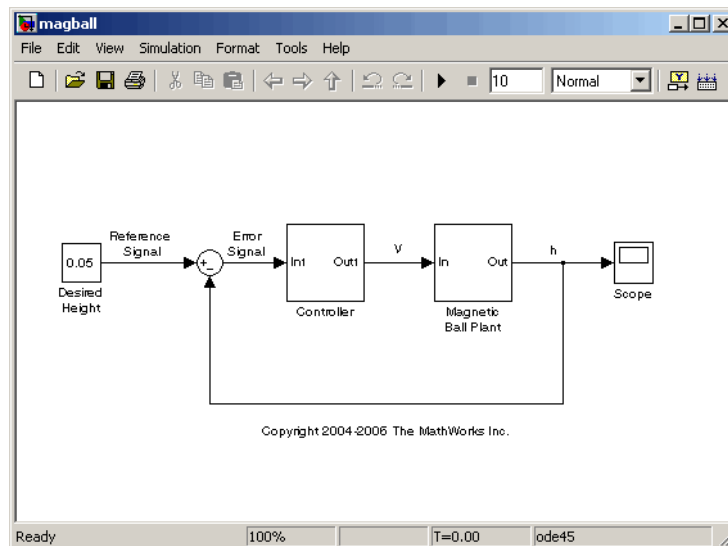 magball
File Edit View Simulation Format Tools Help
10 Normal
Reference Signal
Error Signal
0.05
+
-
In1 Out1
V
In Out
h
Desired Height
Controller
Magnetic Ball Plant
Scope
Copyright 2004-2006 The MathWorks Inc.
Ready 100% T=0.00 ode45